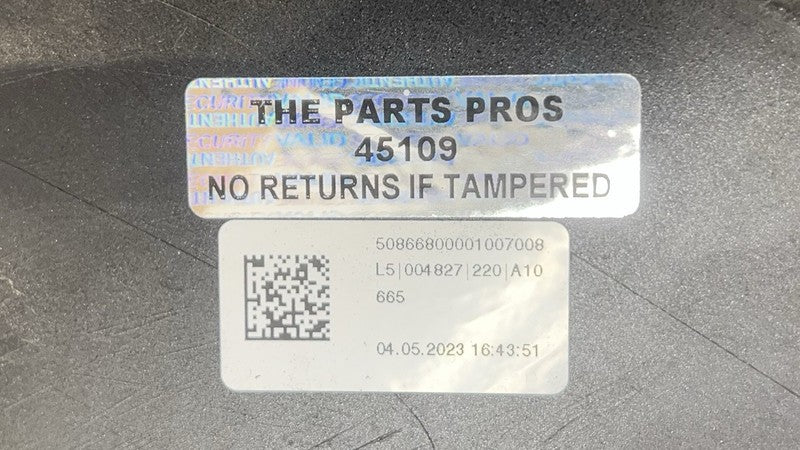 THE PARTS PROS
45109
NO RETURNS IF TAMPERED
50866800001007008
L5|004827|220|A10
665
04.05.2023 16:43:51